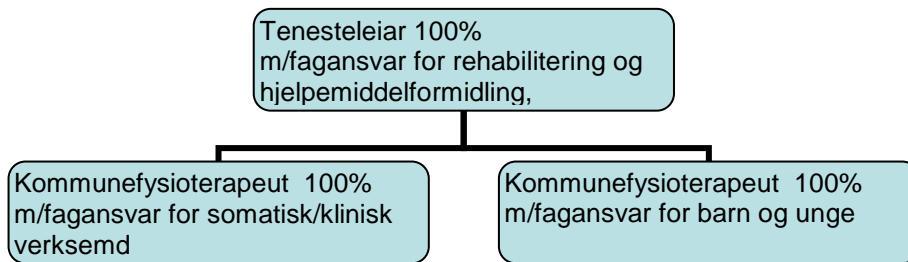 Tenesteleiar 100%
m/fagansvar for rehabilitering og
hjelpemiddelformidling,
Kommunefysioterapeut 100%
m/fagansvar for somatisk/klinisk
verksemd
Kommunefysioterapeut 100%
m/fagansvar for barn og unge